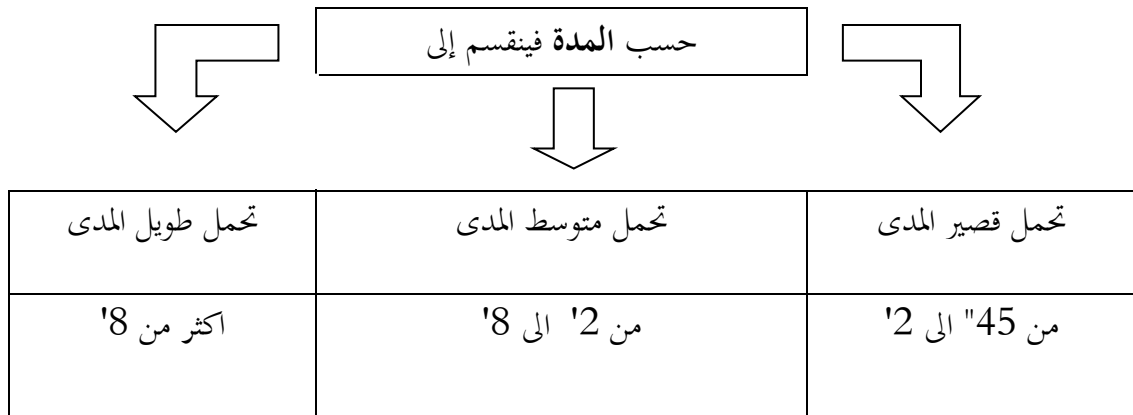 حسب المدة فينقسم إلى
تحمل قصير المدى
تحمل متوسط المدى
تحمل طويل المدى
من 45" الى 2'
من 2' الى 8'
اكثر من 8'